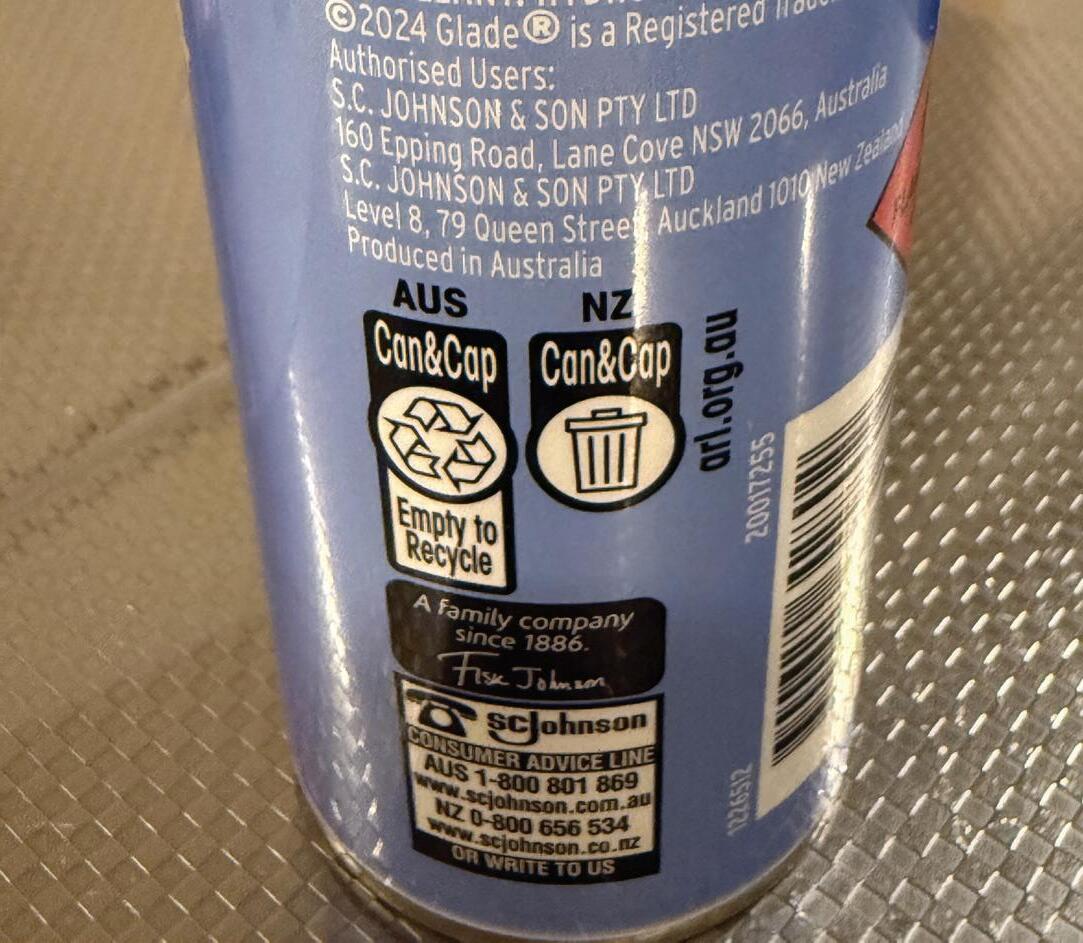 ©2024 Glade® is a Registered
Authorised Users:
S.C. JOHNSON & SON PTY LTD
160 Epping Road, Lane Cove NSW 2066, Australia
S.C. JOHNSON & SON PTY LTD
Level 8, 79 Queen Street, Auckland 1010 New Zealand
Produced in Australia
AUS
Can&Cap
Empty to
Recycle
NZ
Can&Cap
arl.org.au
A family company
since 1886.
Fisk Johnson
scjohnson
CONSUMER ADVICE LINE
AUS 1-800 801 869
www.scjohnson.com.au
NZ 0-800 656 534
www.scjohnson.co.nz
OR WRITE TO US
20017255
1226512